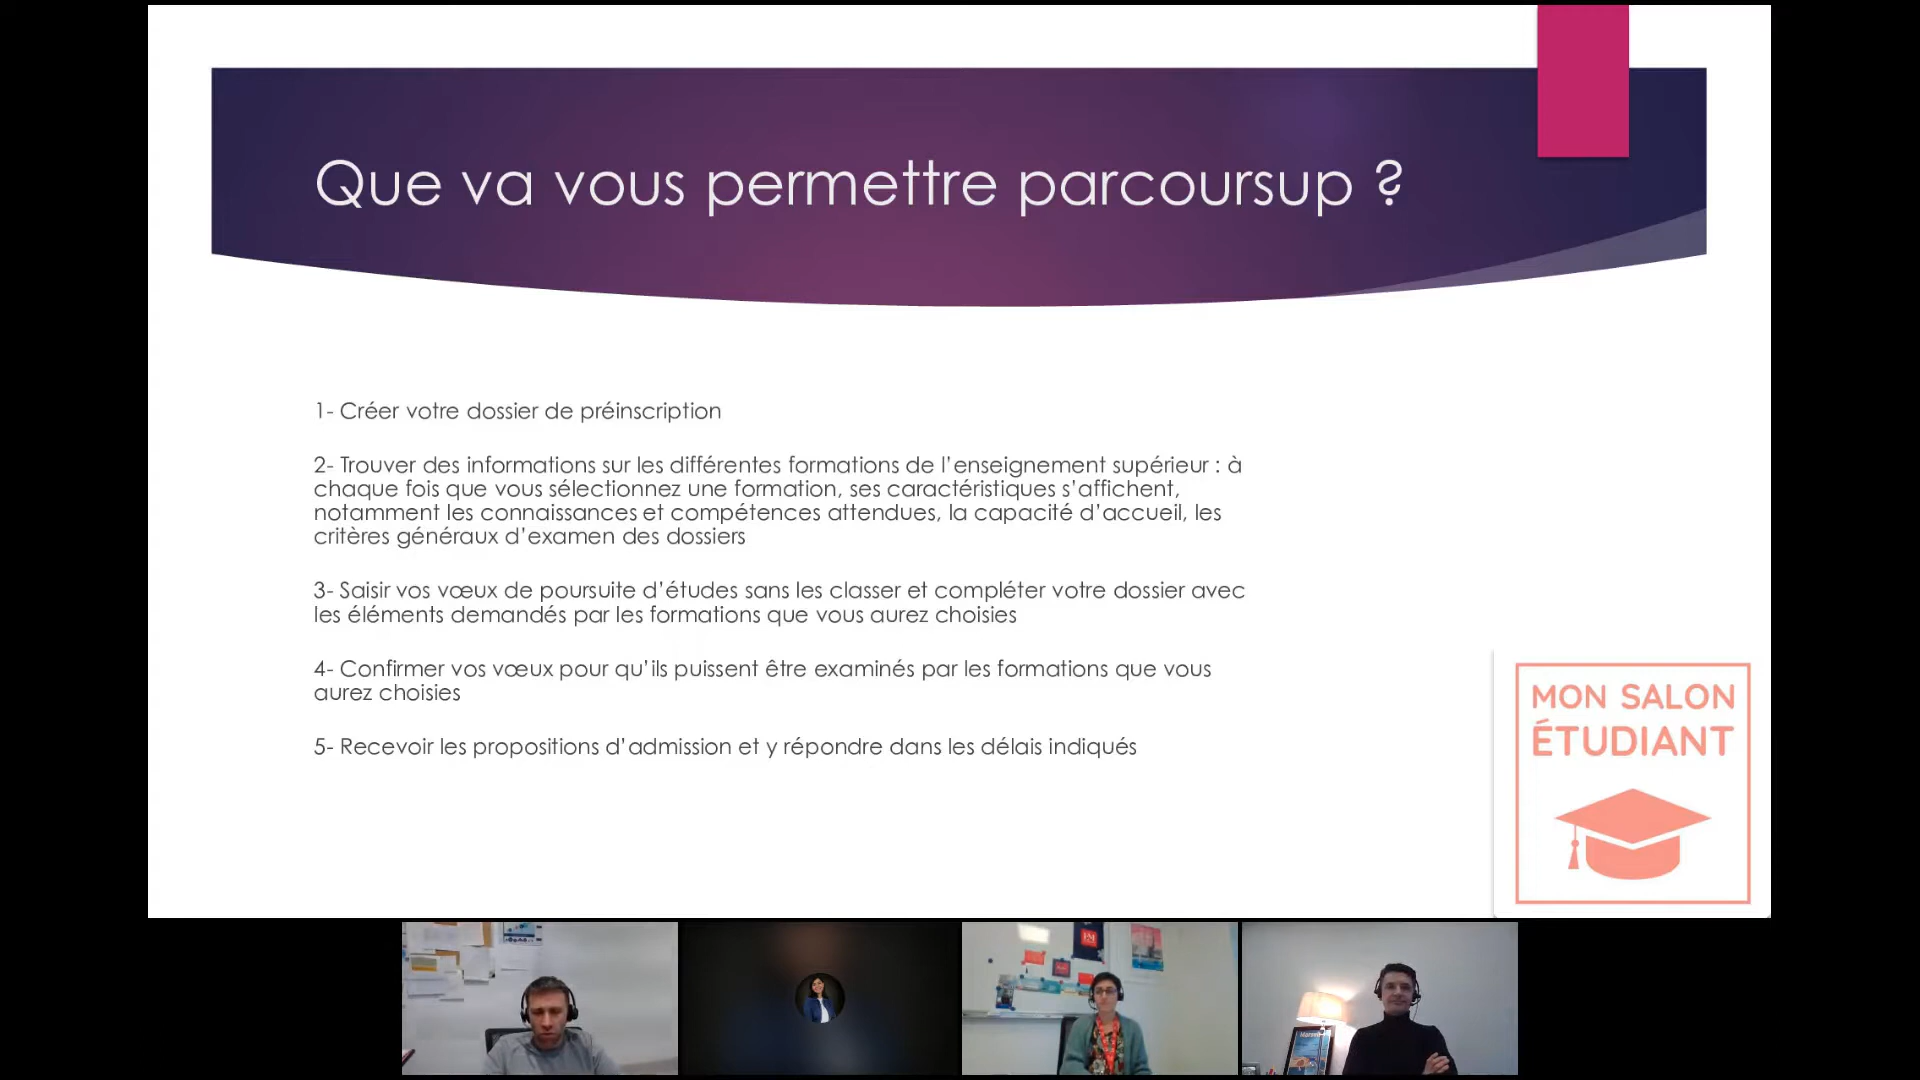 Que va vous permettre parcoursup ?
1- Créer votre dossier de préinscription
2- Trouver des informations sur les différentes formations de l’enseignement supérieur : à
chaque fois que vous sélectionnez une formation, ses caractéristiques s’affichent,
notamment les connaissances et compétences attendues, la capacité d’accueil, les
critères généraux d’examen des dossiers
3- Saisir vos vœux de poursuite d’études sans les classer et compléter votre dossier avec
les éléments demandés par les formations que vous aurez choisies
4- Confirmer vos vœux pour qu’ils puissent être examinés par les formations que vous
aurez choisies
5- Recevoir les propositions d’admission et y répondre dans les délais indiqués
MON SALON
ÉTUDIANT